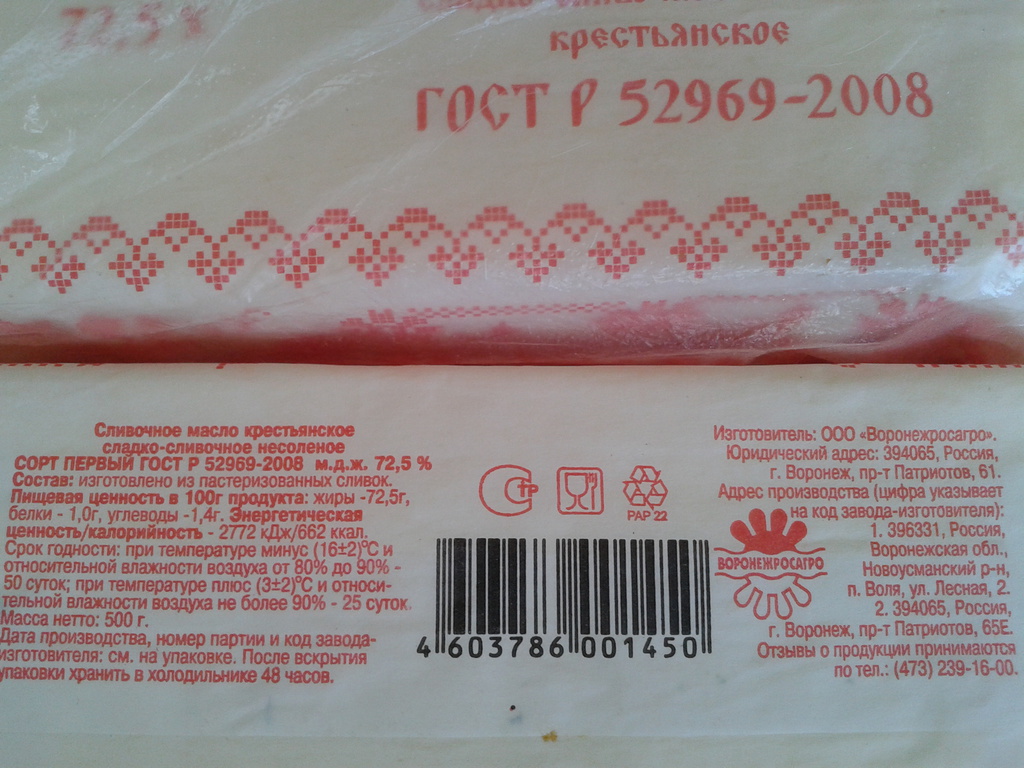 72,5 %
крестьянское
ГОСТ Р 52969-2008
Сливочное масло крестьянское
сладко-сливочное несоленое
СОРТ ПЕРВЫЙ ГОСТ Р 52969-2008 м.д.ж. 72,5 %
Состав: изготовлено из пастеризованных сливок.
Пищевая ценность в 100г продукта: жиры -72,5г,
белки - 1,0г, углеводы -1,4г. Энергетическая
ценность/калорийность - 2772 кДж/662 ккал.
Срок годности: при температуре минус (16±2)°С и
относительной влажности воздуха от 80% до 90% -
50 суток; при температуре плюс (3±2)°С и относи-
тельной влажности воздуха не более 90% - 25 суток.
Масса нетто: 500 г.
Дата производства, номер партии и код завода-
изготовителя: см. на упаковке. После вскрытия
упаковки хранить в холодильнике 48 часов.
СТР
PAP 22
4 603786 001450
Изготовитель: ООО «Воронежросагро».
Юридический адрес: 394065, Россия,
г. Воронеж, пр-т Патриотов, 61.
Адрес производства (цифра указывает
на код завода-изготовителя):
1. 396331, Россия,
Воронежская обл.,
Новоусманский р-н,
п. Воля, ул. Лесная, 2.
2. 394065, Россия,
г. Воронеж, пр-т Патриотов, 65Е.
Отзывы о продукции принимаются
по тел.: (473) 239-16-00.
ВОРОНЕЖРОСАГРО